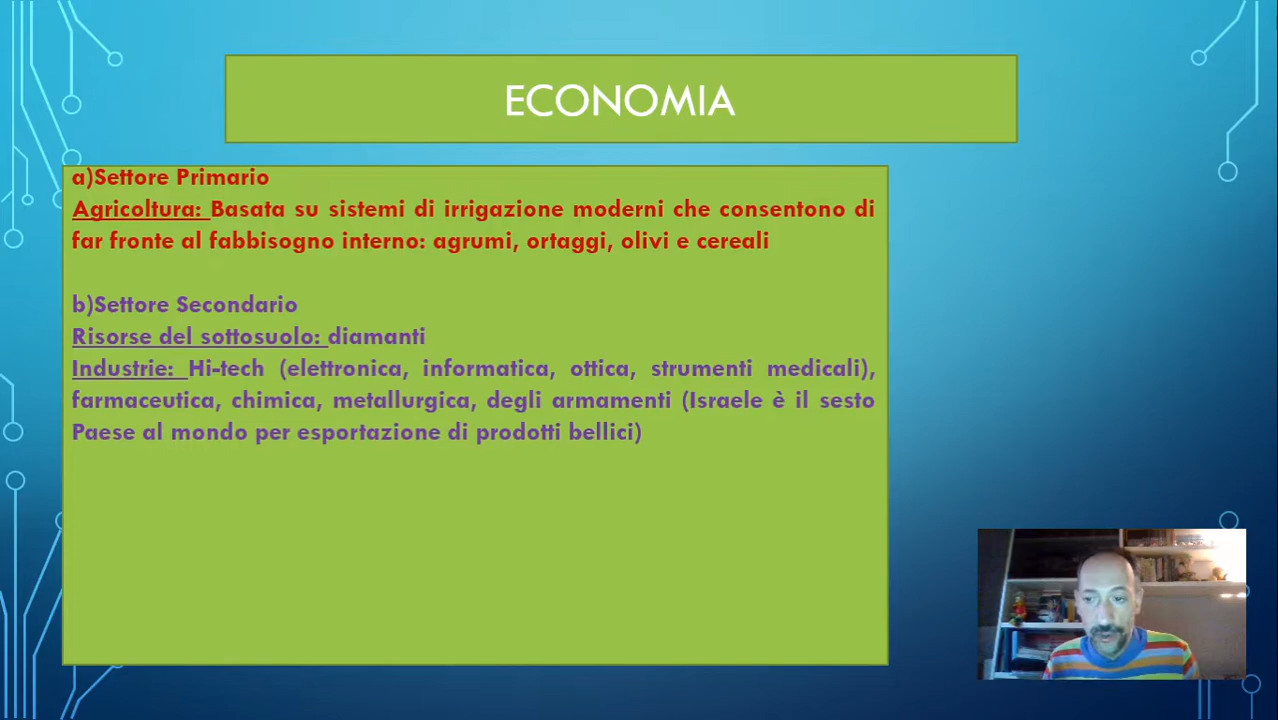 ECONOMIA
a)Settore Primario
Agricoltura: Basata su sistemi di irrigazione moderni che consentono di
far fronte al fabbisogno interno: agrumi, ortaggi, olivi e cereali
b)Settore Secondario
Risorse del sottosuolo: diamanti
Industrie: Hi-tech (elettronica, informatica, ottica, strumenti medicali),
farmaceutica, chimica, metallurgica, degli armamenti (Israele è il sesto
Paese al mondo per esportazione di prodotti bellici)